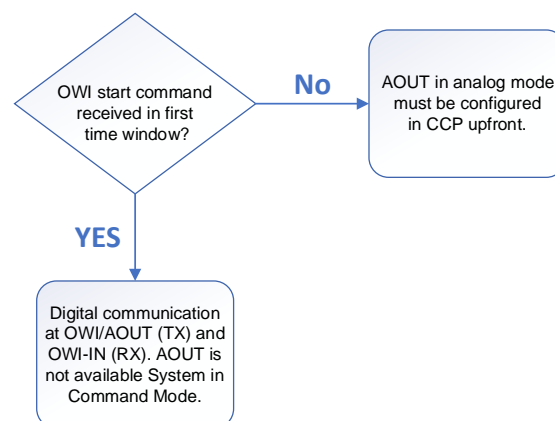 OWI start command
received in first
time window?
No
AOUT in analog mode
must be configured
in CCP upfront.
YES
Digital communication
at OWI/AOUT (TX) and
OWI-IN (RX). AOUT is
not available System in
Command Mode.